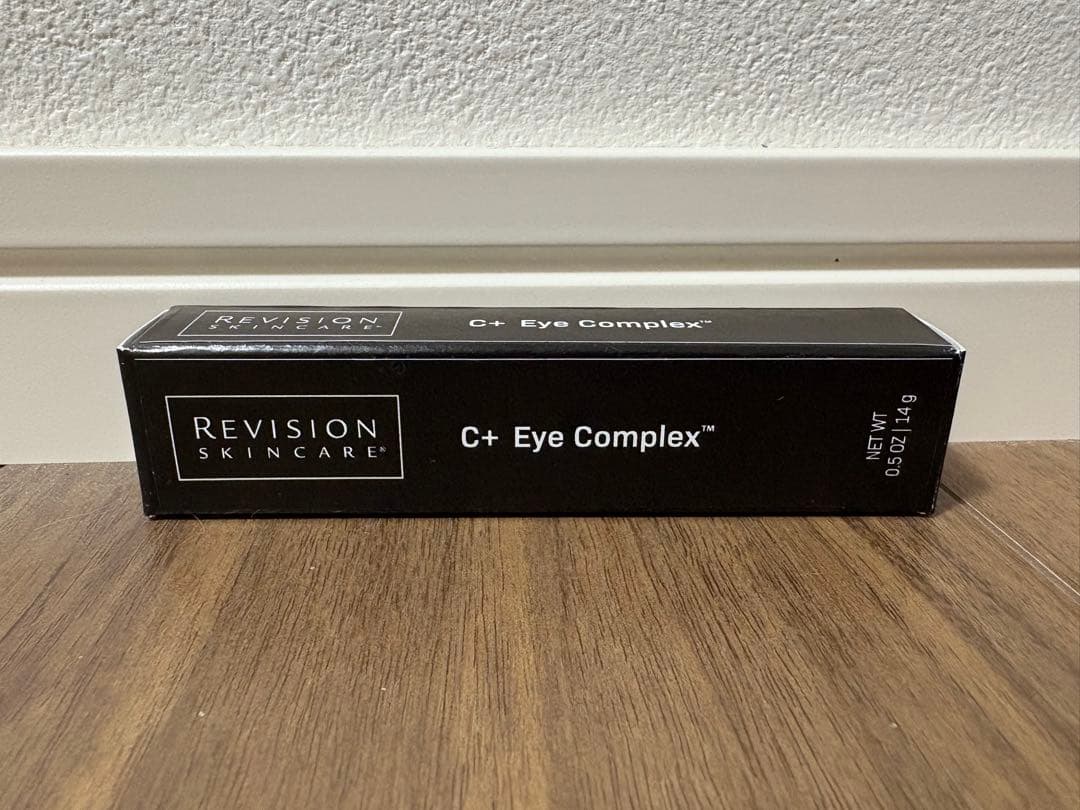 REVISION
SKINCARE®
C+ Eye Complex™
REVISION
SKINCARE®
C+ Eye Complex™
NET WT
0.5 OZ | 14 g